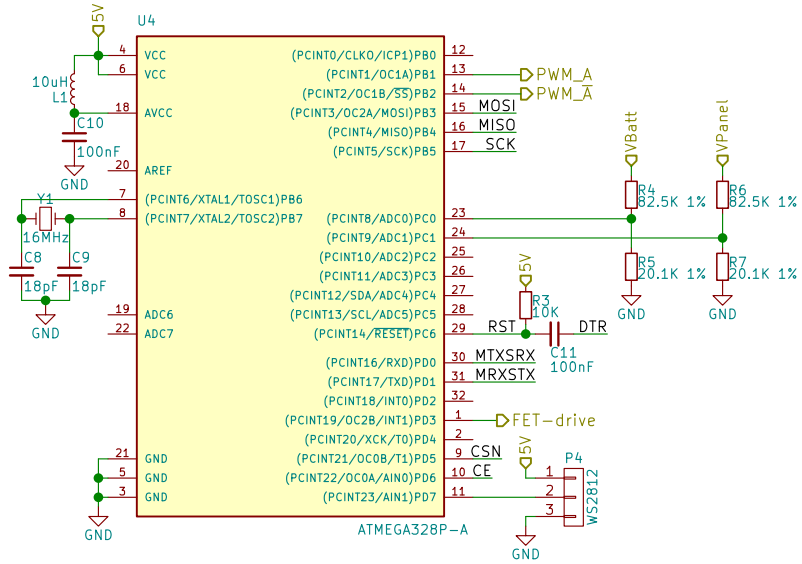 5V
U4
4 VCC (PCINT0/CLKO/ICP1)PB0 12
6 VCC (PCINT1/OC1A)PB1 13 PWM_A
(PCINT2/OC1B/S̅S̅)PB2 14 PWM_A̅
10uH
L1
18 AVCC (PCINT3/OC2A/MOSI)PB3 15 MOSI
C10
100nF
(PCINT4/MISO)PB4 16 MISO
(PCINT5/SCK)PB5 17 SCK
GND
20 AREF
VBatt
VPanel
7 (PCINT6/XTAL1/TOSC1)PB6
8 (PCINT7/XTAL2/TOSC2)PB7
Y1
16MHz
C8
18pF
C9
18pF
GND
R4
82.5K 1%
R6
82.5K 1%
(PCINT8/ADC0)PC0 23
(PCINT9/ADC1)PC1 24
(PCINT10/ADC2)PC2 25
(PCINT11/ADC3)PC3 26
(PCINT12/SDA/ADC4)PC4 27
R5
20.1K 1%
R7
20.1K 1%
GND
GND
5V
R3
10K
19 ADC6 (PCINT13/SCL/ADC5)PC5 28
22 ADC7 (PCINT14/R̅E̅S̅E̅T̅)PC6 29 RST DTR
C11
100nF
(PCINT16/RXD)PD0 30 MTXSRX
(PCINT17/TXD)PD1 31 MRXSTX
(PCINT18/INT0)PD2 32
(PCINT19/OC2B/INT1)PD3 1 FET-drive
(PCINT20/XCK/T0)PD4 2
21 GND (PCINT21/OC0B/T1)PD5 9 CSN
5 GND (PCINT22/OC0A/AIN0)PD6 10 CE
3 GND (PCINT23/AIN1)PD7 11
GND
5V
P4
1
2
3
WS2812
GND
ATMEGA328P-A